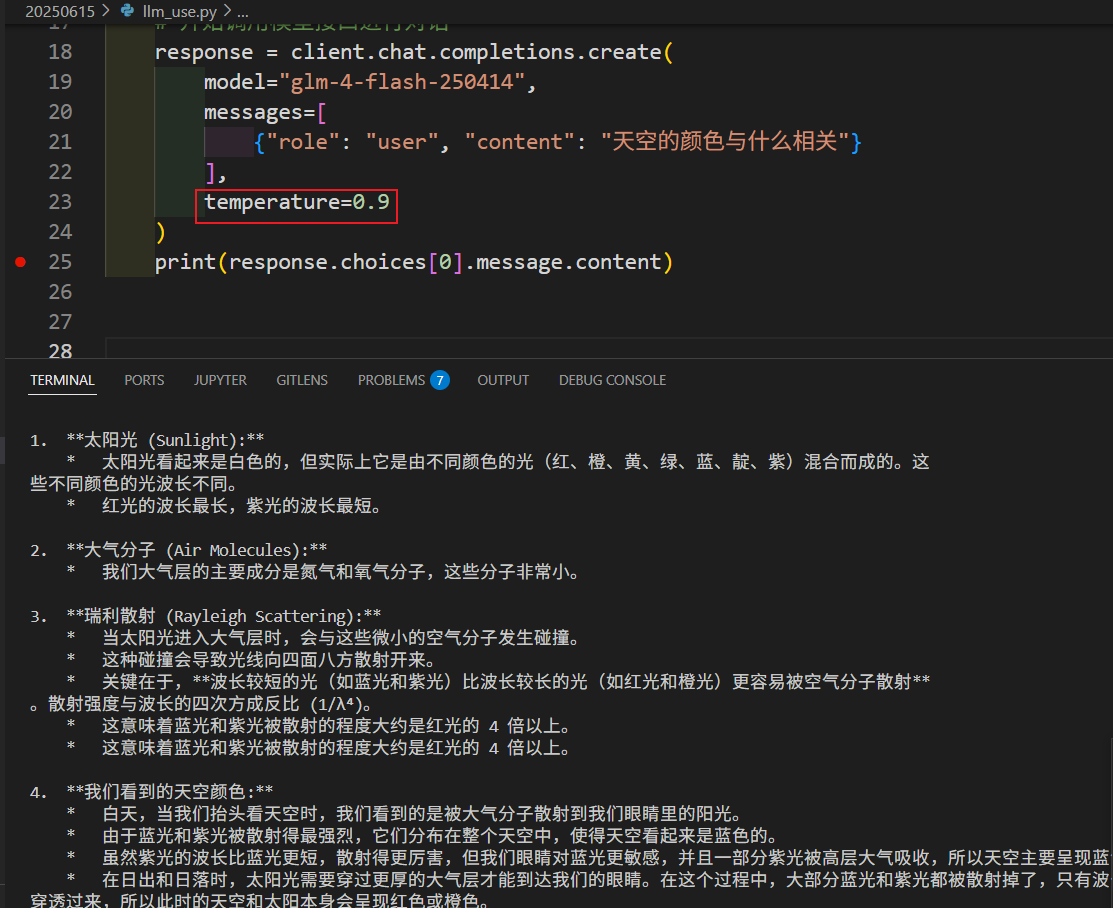 20250615 > llm_use.py > ...
17 # 开始调用模型接口进行对话
18 response = client.chat.completions.create(
19 model="glm-4-flash-250414",
20 messages=[
21 {"role": "user", "content": "天空的颜色与什么相关"}
22 ],
23 temperature=0.9
24 )
25 print(response.choices[0].message.content)
26
27
28
TERMINAL PORTS JUPYTER GITLENS PROBLEMS 7 OUTPUT DEBUG CONSOLE
1. **太阳光 (Sunlight):**
* 太阳光看起来是白色的，但实际上它是由不同颜色的光（红、橙、黄、绿、蓝、靛、紫）混合而成的。这
些不同颜色的光波长不同。
* 红光的波长最长，紫光的波长最短。
2. **大气分子 (Air Molecules):**
* 我们大气层的主要成分是氮气和氧气分子，这些分子非常小。
3. **瑞利散射 (Rayleigh Scattering):**
* 当太阳光进入大气层时，会与这些微小的空气分子发生碰撞。
* 这种碰撞会导致光线向四面八方散射开来。
* 关键在于，**波长较短的光（如蓝光和紫光）比波长较长的光（如红光和橙光）更容易被空气分子散射**
。散射强度与波长的四次方成反比 (1/λ⁴)。
* 这意味着蓝光和紫光被散射的程度大约是红光的 4 倍以上。
* 这意味着蓝光和紫光被散射的程度大约是红光的 4 倍以上。
4. **我们看到的天空颜色:**
* 白天，当我们抬头看天空时，我们看到的是被大气分子散射到我们眼睛里的阳光。
* 由于蓝光和紫光被散射得最强烈，它们分布在整个天空中，使得天空看起来是蓝色的。
* 虽然紫光的波长比蓝光更短，散射得更厉害，但我们眼睛对蓝光更敏感，并且一部分紫光被高层大气吸收，所以天空主要呈现蓝
* 在日出和日落时，太阳光需要穿过更厚的大气层才能到达我们的眼睛。在这个过程中，大部分蓝光和紫光都被散射掉了，只有波
穿透过来，所以此时的天空和太阳本身会呈现红色或橙色。